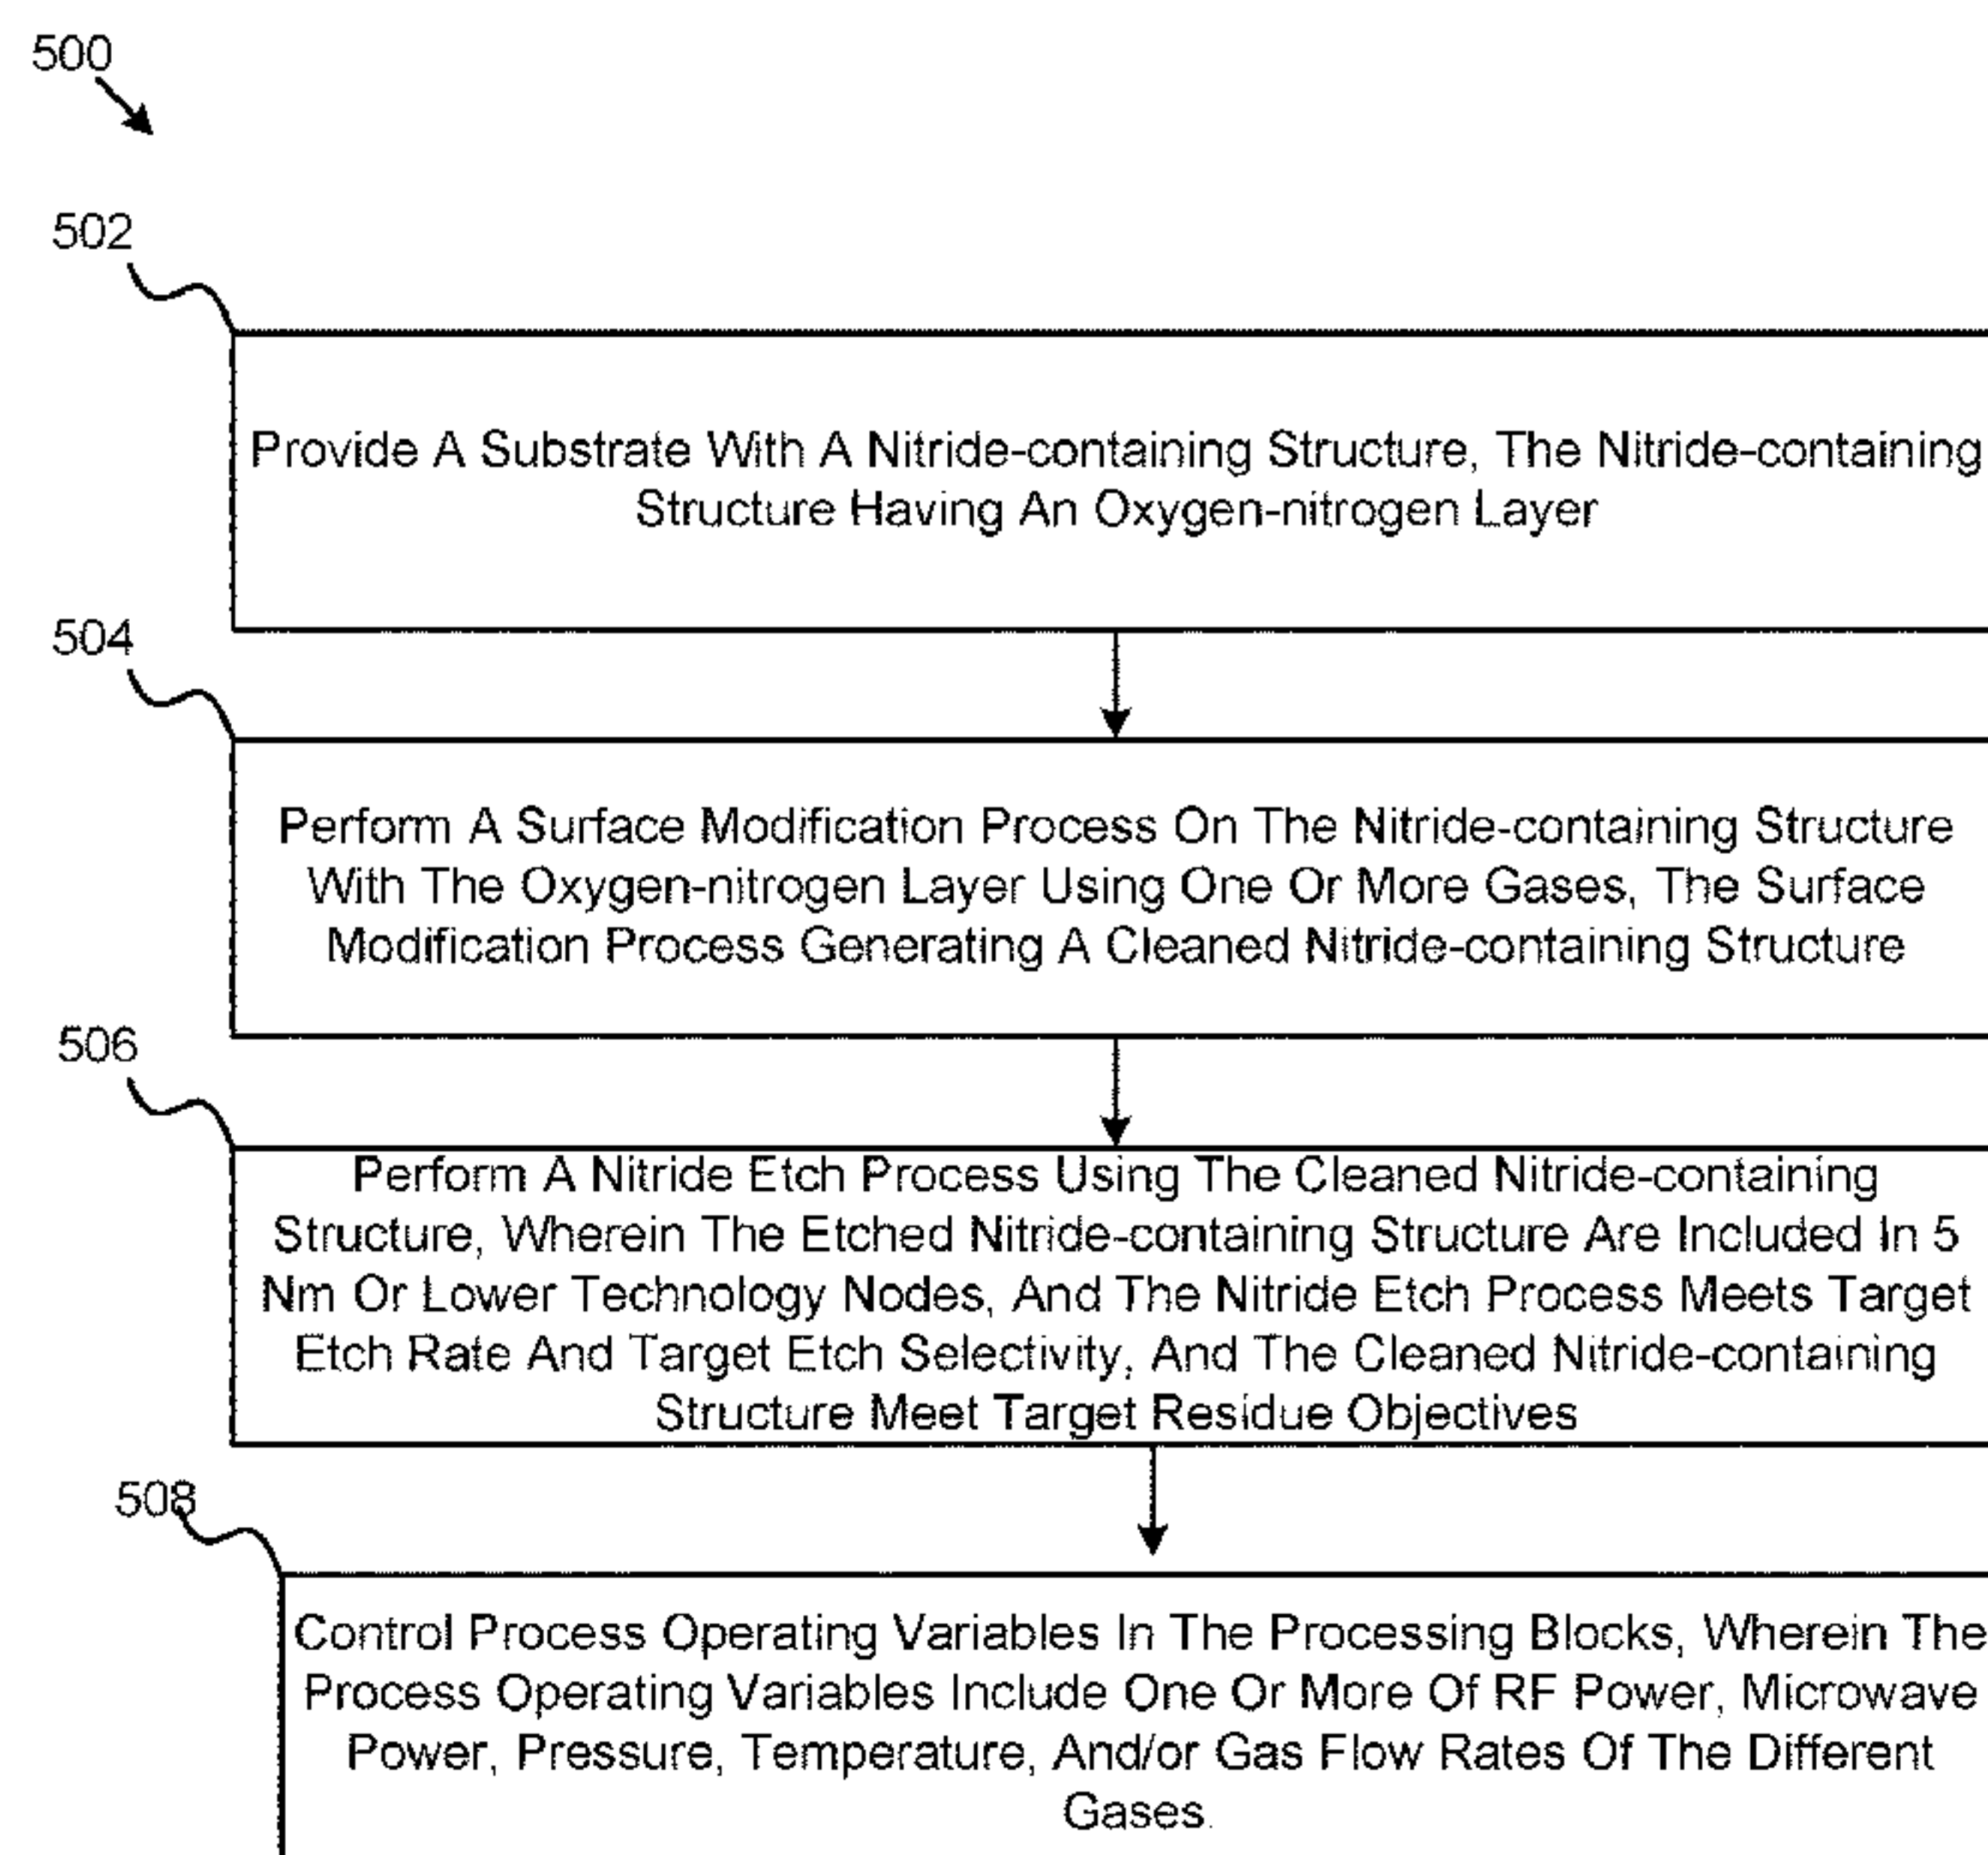 500
502
Provide A Substrate With A Nitride-containing Structure, The Nitride-containing
Structure Having An Oxygen-nitrogen Layer
504
Perform A Surface Modification Process On The Nitride-containing Structure
With The Oxygen-nitrogen Layer Using One Or More Gases, The Surface
Modification Process Generating A Cleaned Nitride-containing Structure
506
Perform A Nitride Etch Process Using The Cleaned Nitride-containing
Structure, Wherein The Etched Nitride-containing Structure Are Included In 5
Nm Or Lower Technology Nodes, And The Nitride Etch Process Meets Target
Etch Rate And Target Etch Selectivity, And The Cleaned Nitride-containing
Structure Meet Target Residue Objectives
508
Control Process Operating Variables In The Processing Blocks, Wherein The
Process Operating Variables Include One Or More Of RF Power, Microwave
Power, Pressure, Temperature, And/or Gas Flow Rates Of The Different
Gases.